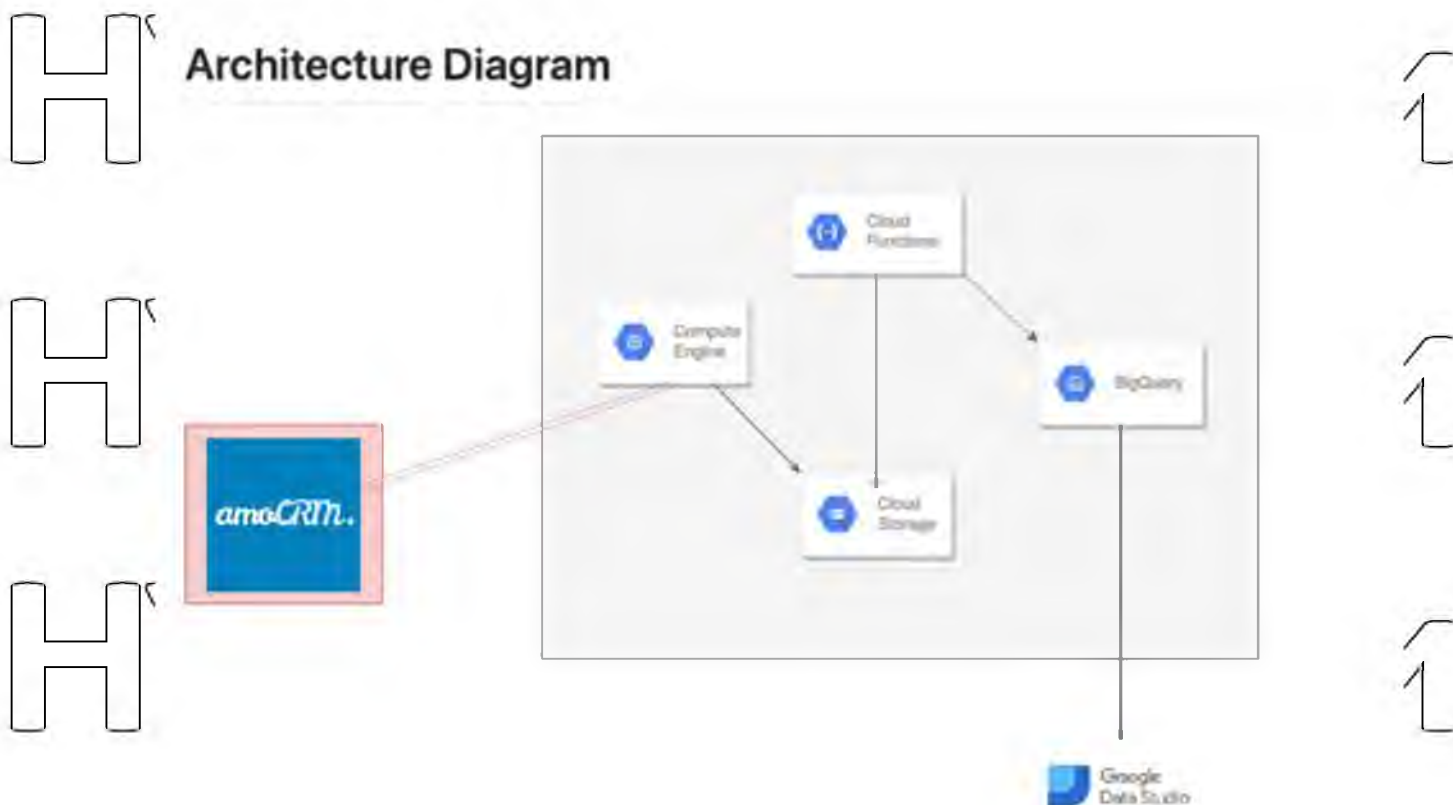 Architecture Diagram
Cloud
Functions
Compute
Engine
BigQuery
amoCRM.
Cloud
Storage
Google
Data Studio